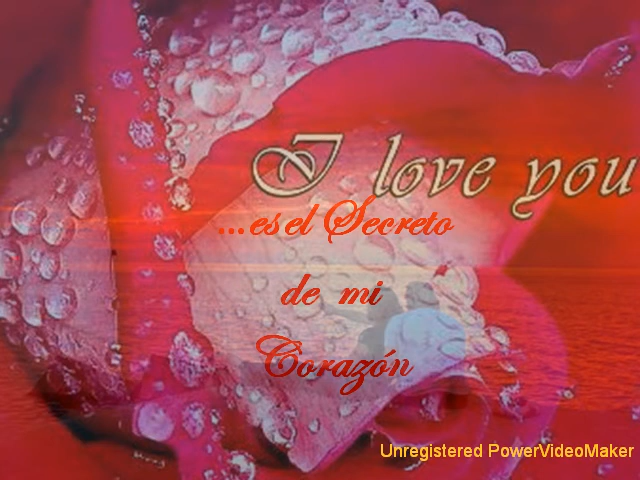 I love you
...es el Secreto
de mi
Corazón
Unregistered PowerVideoMaker